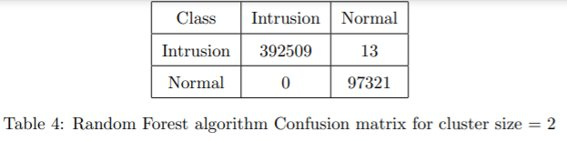 Class Intrusion Normal
Intrusion 392509 13
Normal 0 97321
Table 4: Random Forest algorithm Confusion matrix for cluster size = 2